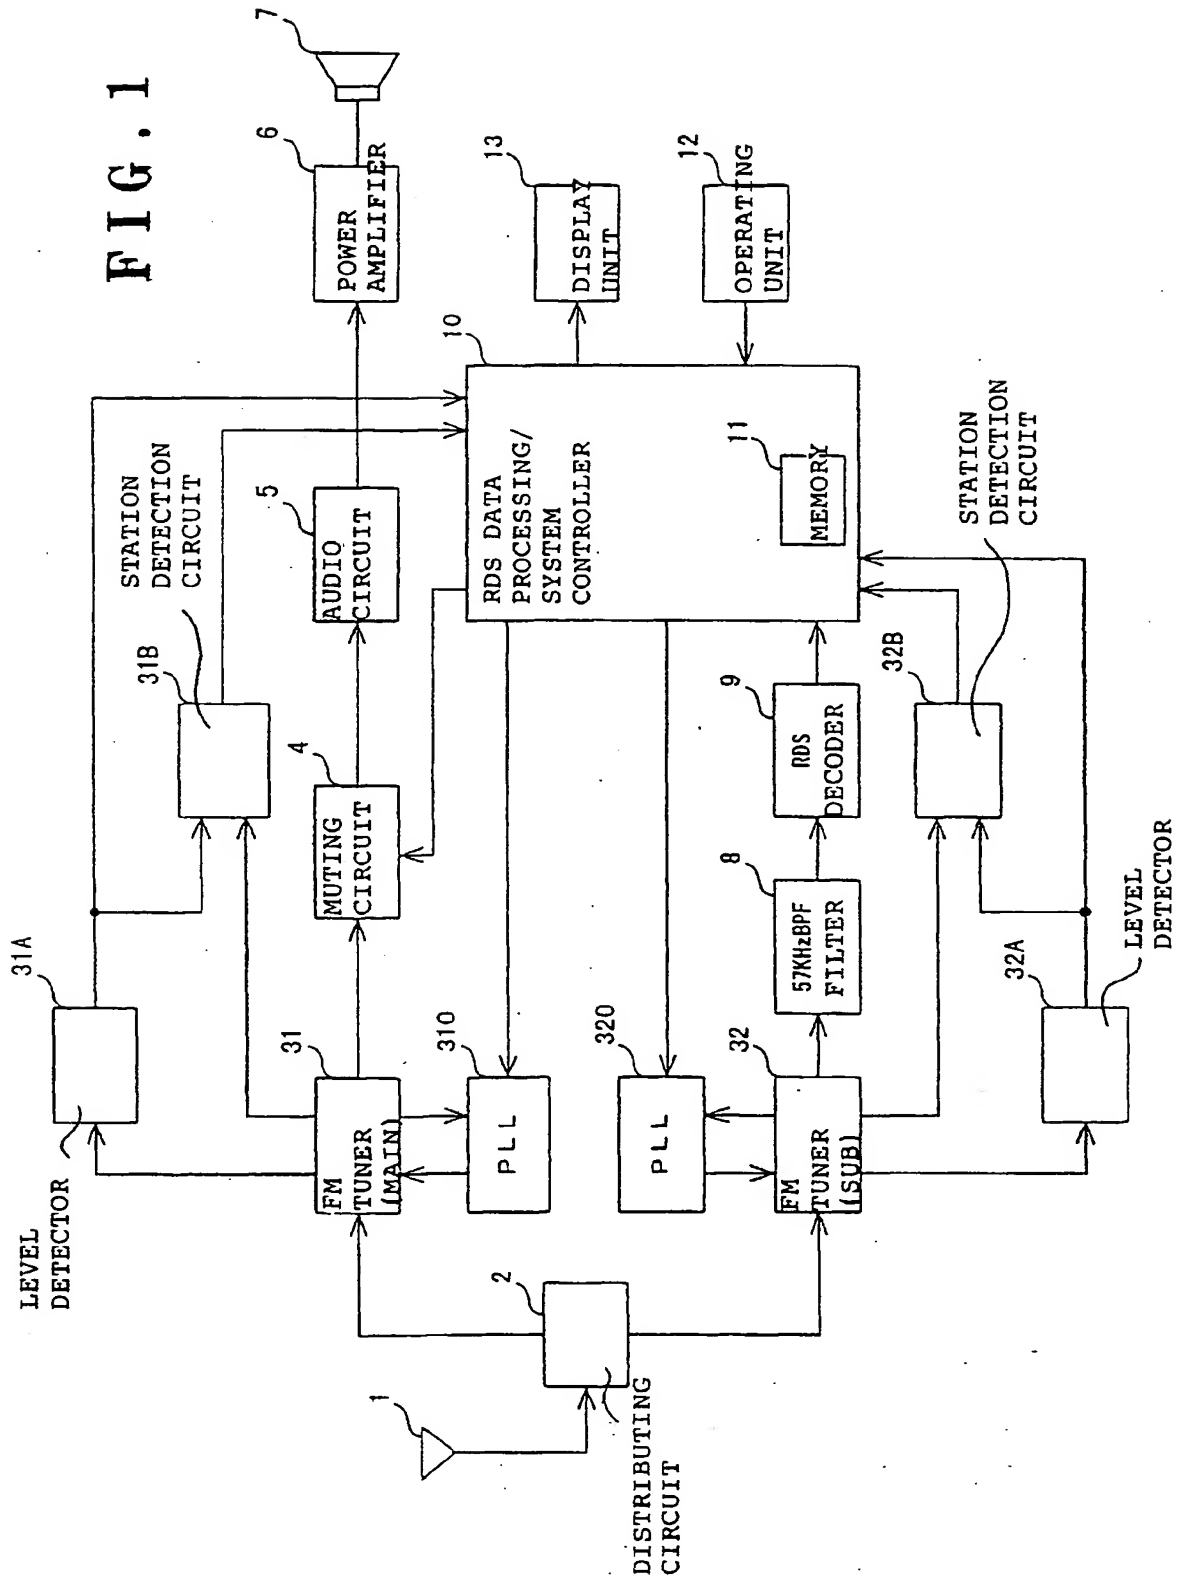 FIG. 1
LEVEL
DETECTOR
31A
STATION
DETECTION
CIRCUIT
31B
7
6
POWER
AMPLIFIER
5
AUDIO
CIRCUIT
4
MUTING
CIRCUIT
31
FM
TUNER
(MAIN)
310
PLL
10
RDS DATA
PROCESSING/
SYSTEM
CONTROLLER
13
DISPLAY
UNIT
1
2
DISTRIBUTING
CIRCUIT
320
PLL
11
MEMORY
12
OPERATING
UNIT
32
FM
TUNER
(SUB)
8
57KHzBPF
FILTER
9
RDS
DECODER
32B
STATION
DETECTION
CIRCUIT
32A
LEVEL
DETECTOR